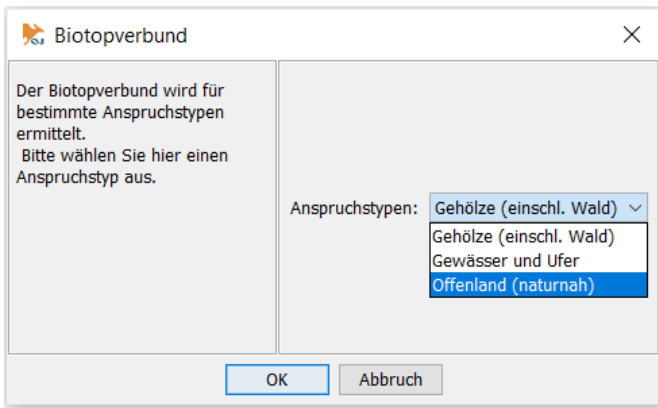 Biotopverbund
Der Biotopverbund wird für
bestimmte Anspruchstypen
ermittelt.
Bitte wählen Sie hier einen
Anspruchstyp aus.
Anspruchstypen: Gehölze (einschl. Wald)
Gehölze (einschl. Wald)
Gewässer und Ufer
Offenland (naturnah)
OK Abbruch